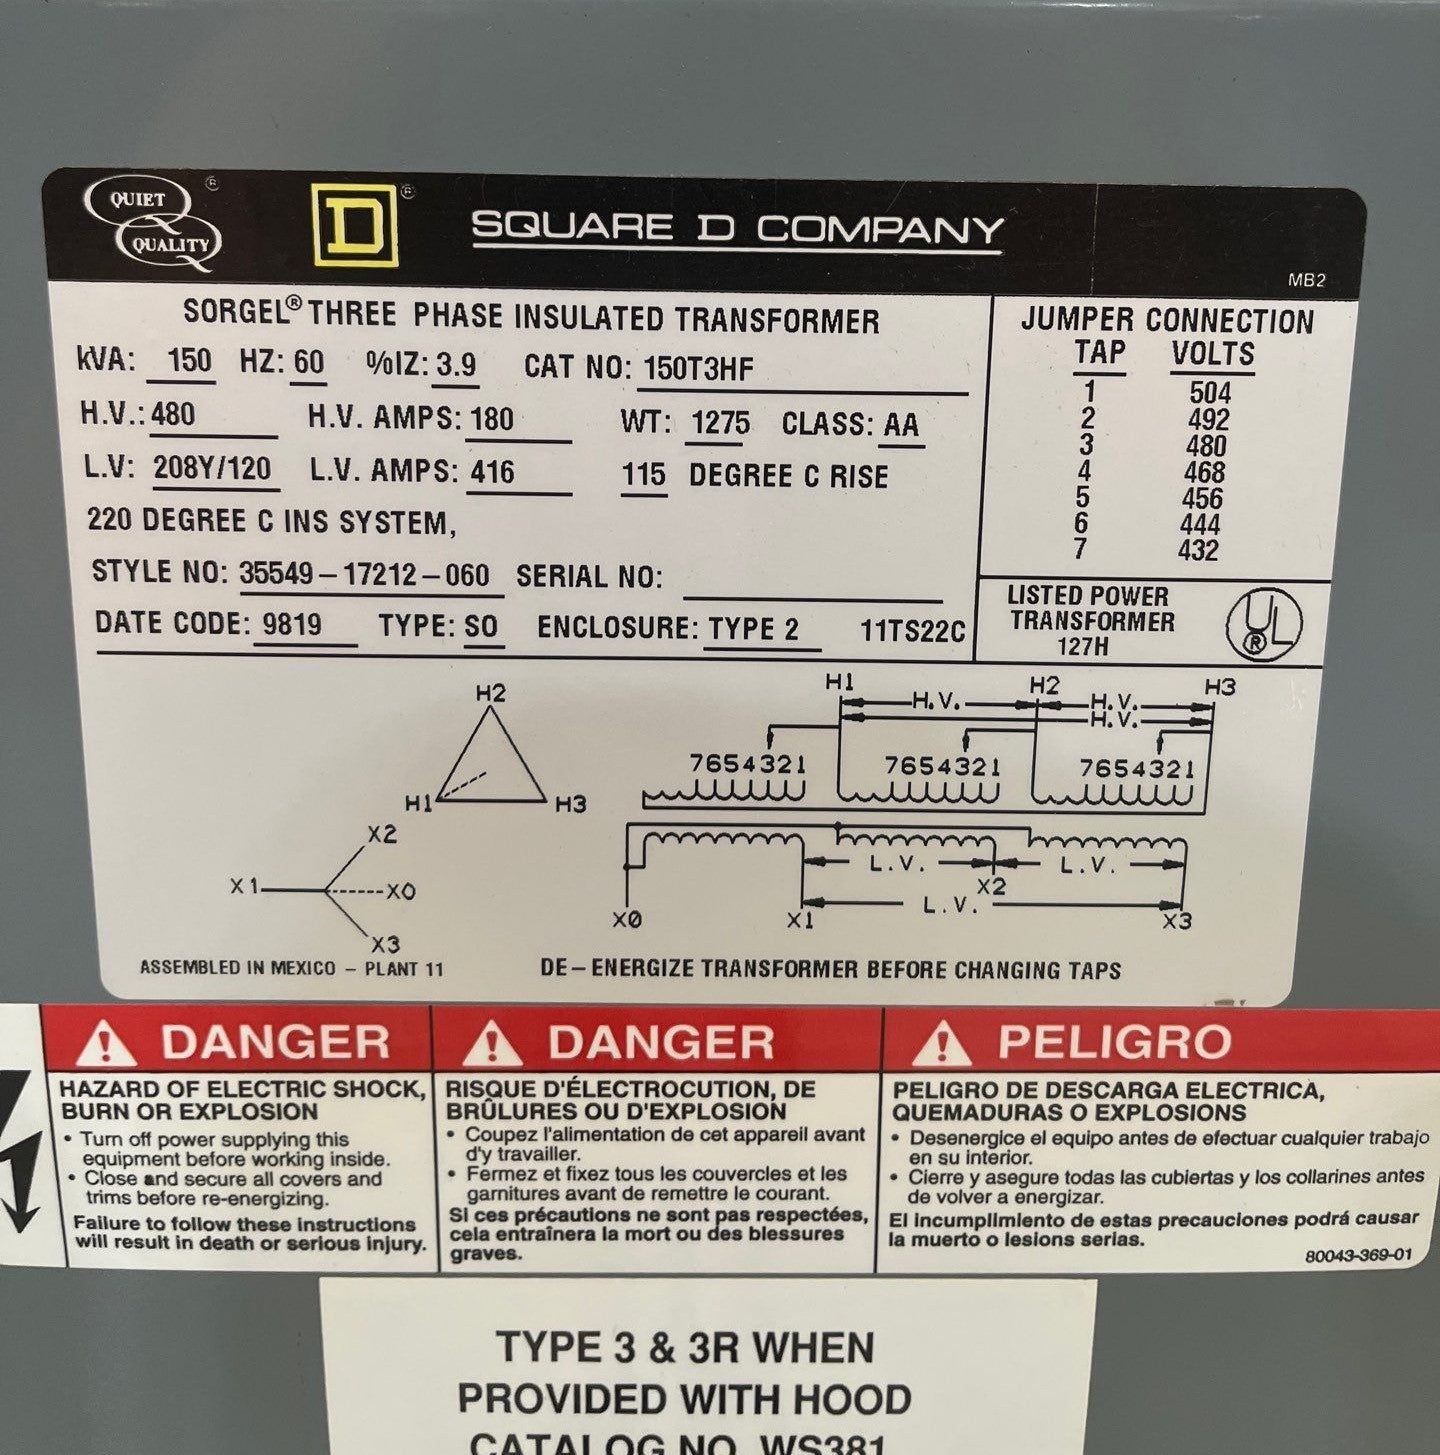 QUIET
QUALITY
®
D
®
SQUARE D COMPANY
MB2
SORGEL® THREE PHASE INSULATED TRANSFORMER
kVA: 150 HZ: 60 %IZ: 3.9 CAT NO: 150T3HF
H.V.: 480 H.V. AMPS: 180 WT: 1275 CLASS: AA
L.V: 208Y/120 L.V. AMPS: 416 115 DEGREE C RISE
220 DEGREE C INS SYSTEM,
STYLE NO: 35549-17212-060 SERIAL NO:
DATE CODE: 9819 TYPE: SO ENCLOSURE: TYPE 2 11TS22C
JUMPER CONNECTION
TAP VOLTS
1 504
2 492
3 480
4 468
5 456
6 444
7 432
LISTED POWER
TRANSFORMER
127H
UL
®
H2
H1 H3
X2
X1 X0
X3
H1 H2 H3
H.V. H.V.
H.V.
7654321 7654321 7654321
L.V. L.V.
X2
L.V.
X0 X1 X3
ASSEMBLED IN MEXICO - PLANT 11
DE-ENERGIZE TRANSFORMER BEFORE CHANGING TAPS
DANGER
HAZARD OF ELECTRIC SHOCK,
BURN OR EXPLOSION
• Turn off power supplying this
equipment before working inside.
• Close and secure all covers and
trims before re-energizing.
Failure to follow these instructions
will result in death or serious injury.
DANGER
RISQUE D'ÉLECTROCUTION, DE
BRÛLURES OU D'EXPLOSION
• Coupez l'alimentation de cet appareil avant
d'y travailler.
• Fermez et fixez tous les couvercles et les
garnitures avant de remettre le courant.
Si ces précautions ne sont pas respectées,
cela entraînera la mort ou des blessures
graves.
PELIGRO
PELIGRO DE DESCARGA ELECTRICA,
QUEMADURAS O EXPLOSIONS
• Desenergice el equipo antes de efectuar cualquier trabajo
en su interior.
• Cierre y asegure todas las cubiertas y los collarines antes
de volver a energizar.
El incumplimiento de estas precauciones podrá causar
la muerto o lesions serias.
80043-369-01
TYPE 3 & 3R WHEN
PROVIDED WITH HOOD
CATALOG NO. WS381